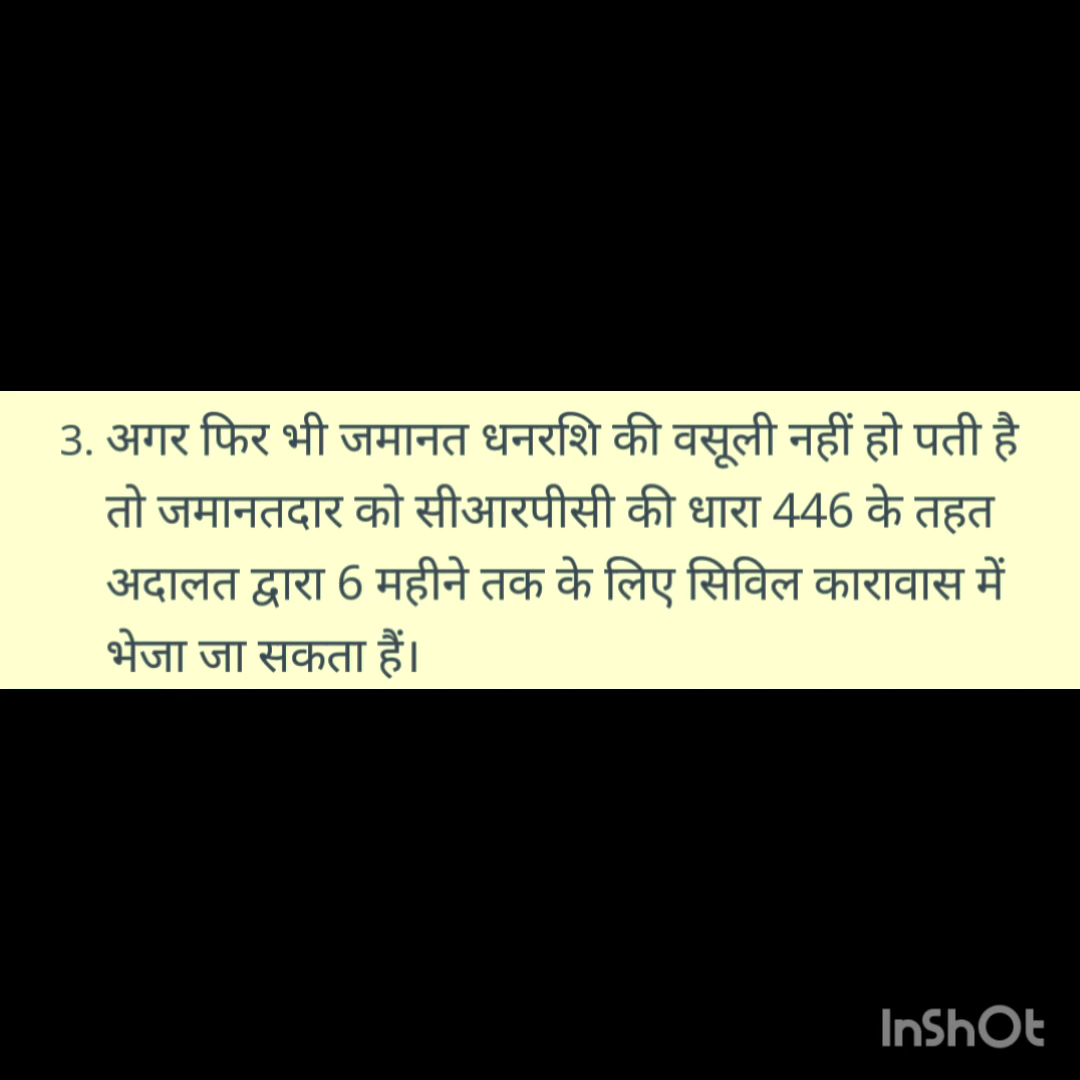 3. अगर फिर भी जमानत धनरशि की वसूली नहीं हो पती है
तो जमानतदार को सीआरपीसी की धारा 446 के तहत
अदालत द्वारा 6 महीने तक के लिए सिविल कारावास में
भेजा जा सकता हैं।
InShOt